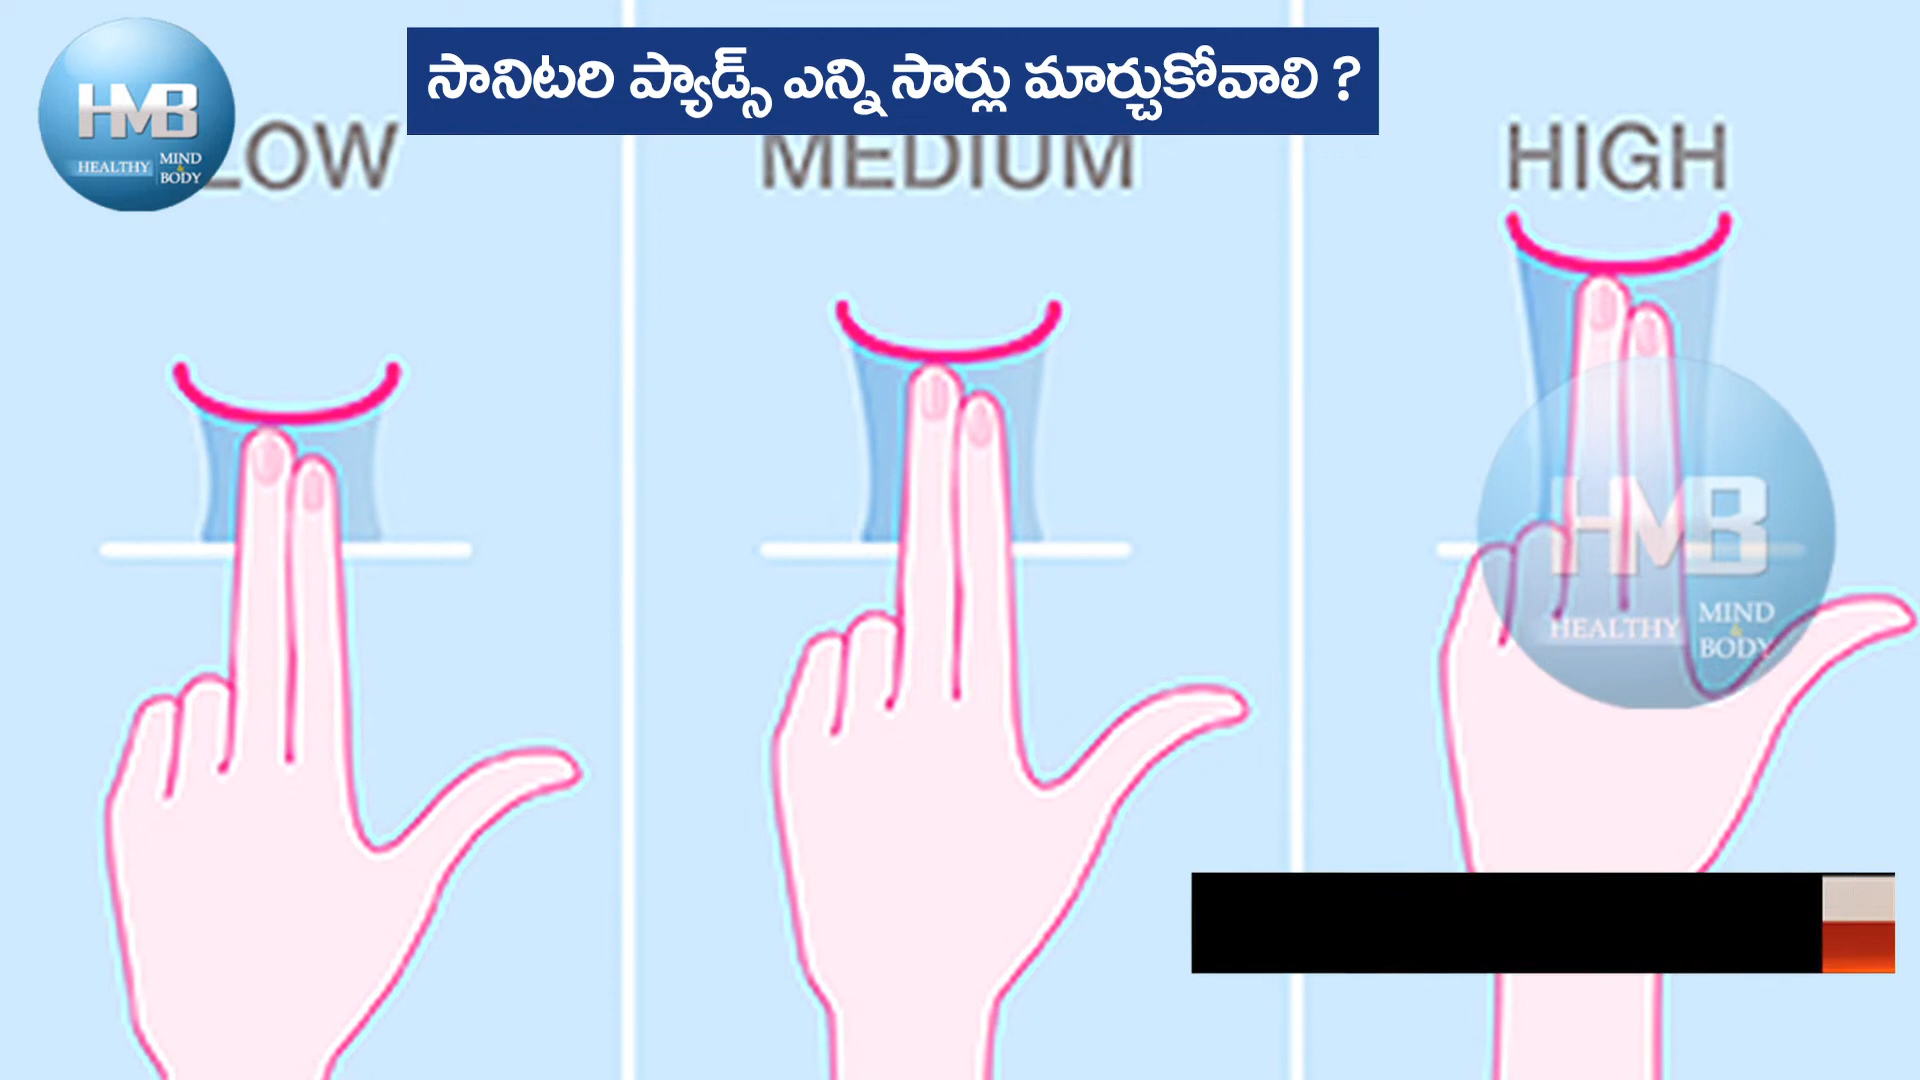 సానిటరి ప్యాడ్స్ ఎన్ని సార్లు మార్చుకోవాలి ?
HMB
HEALTHY MIND & BODY
LOW
MEDIUM
HIGH
HMB
HEALTHY MIND & BODY